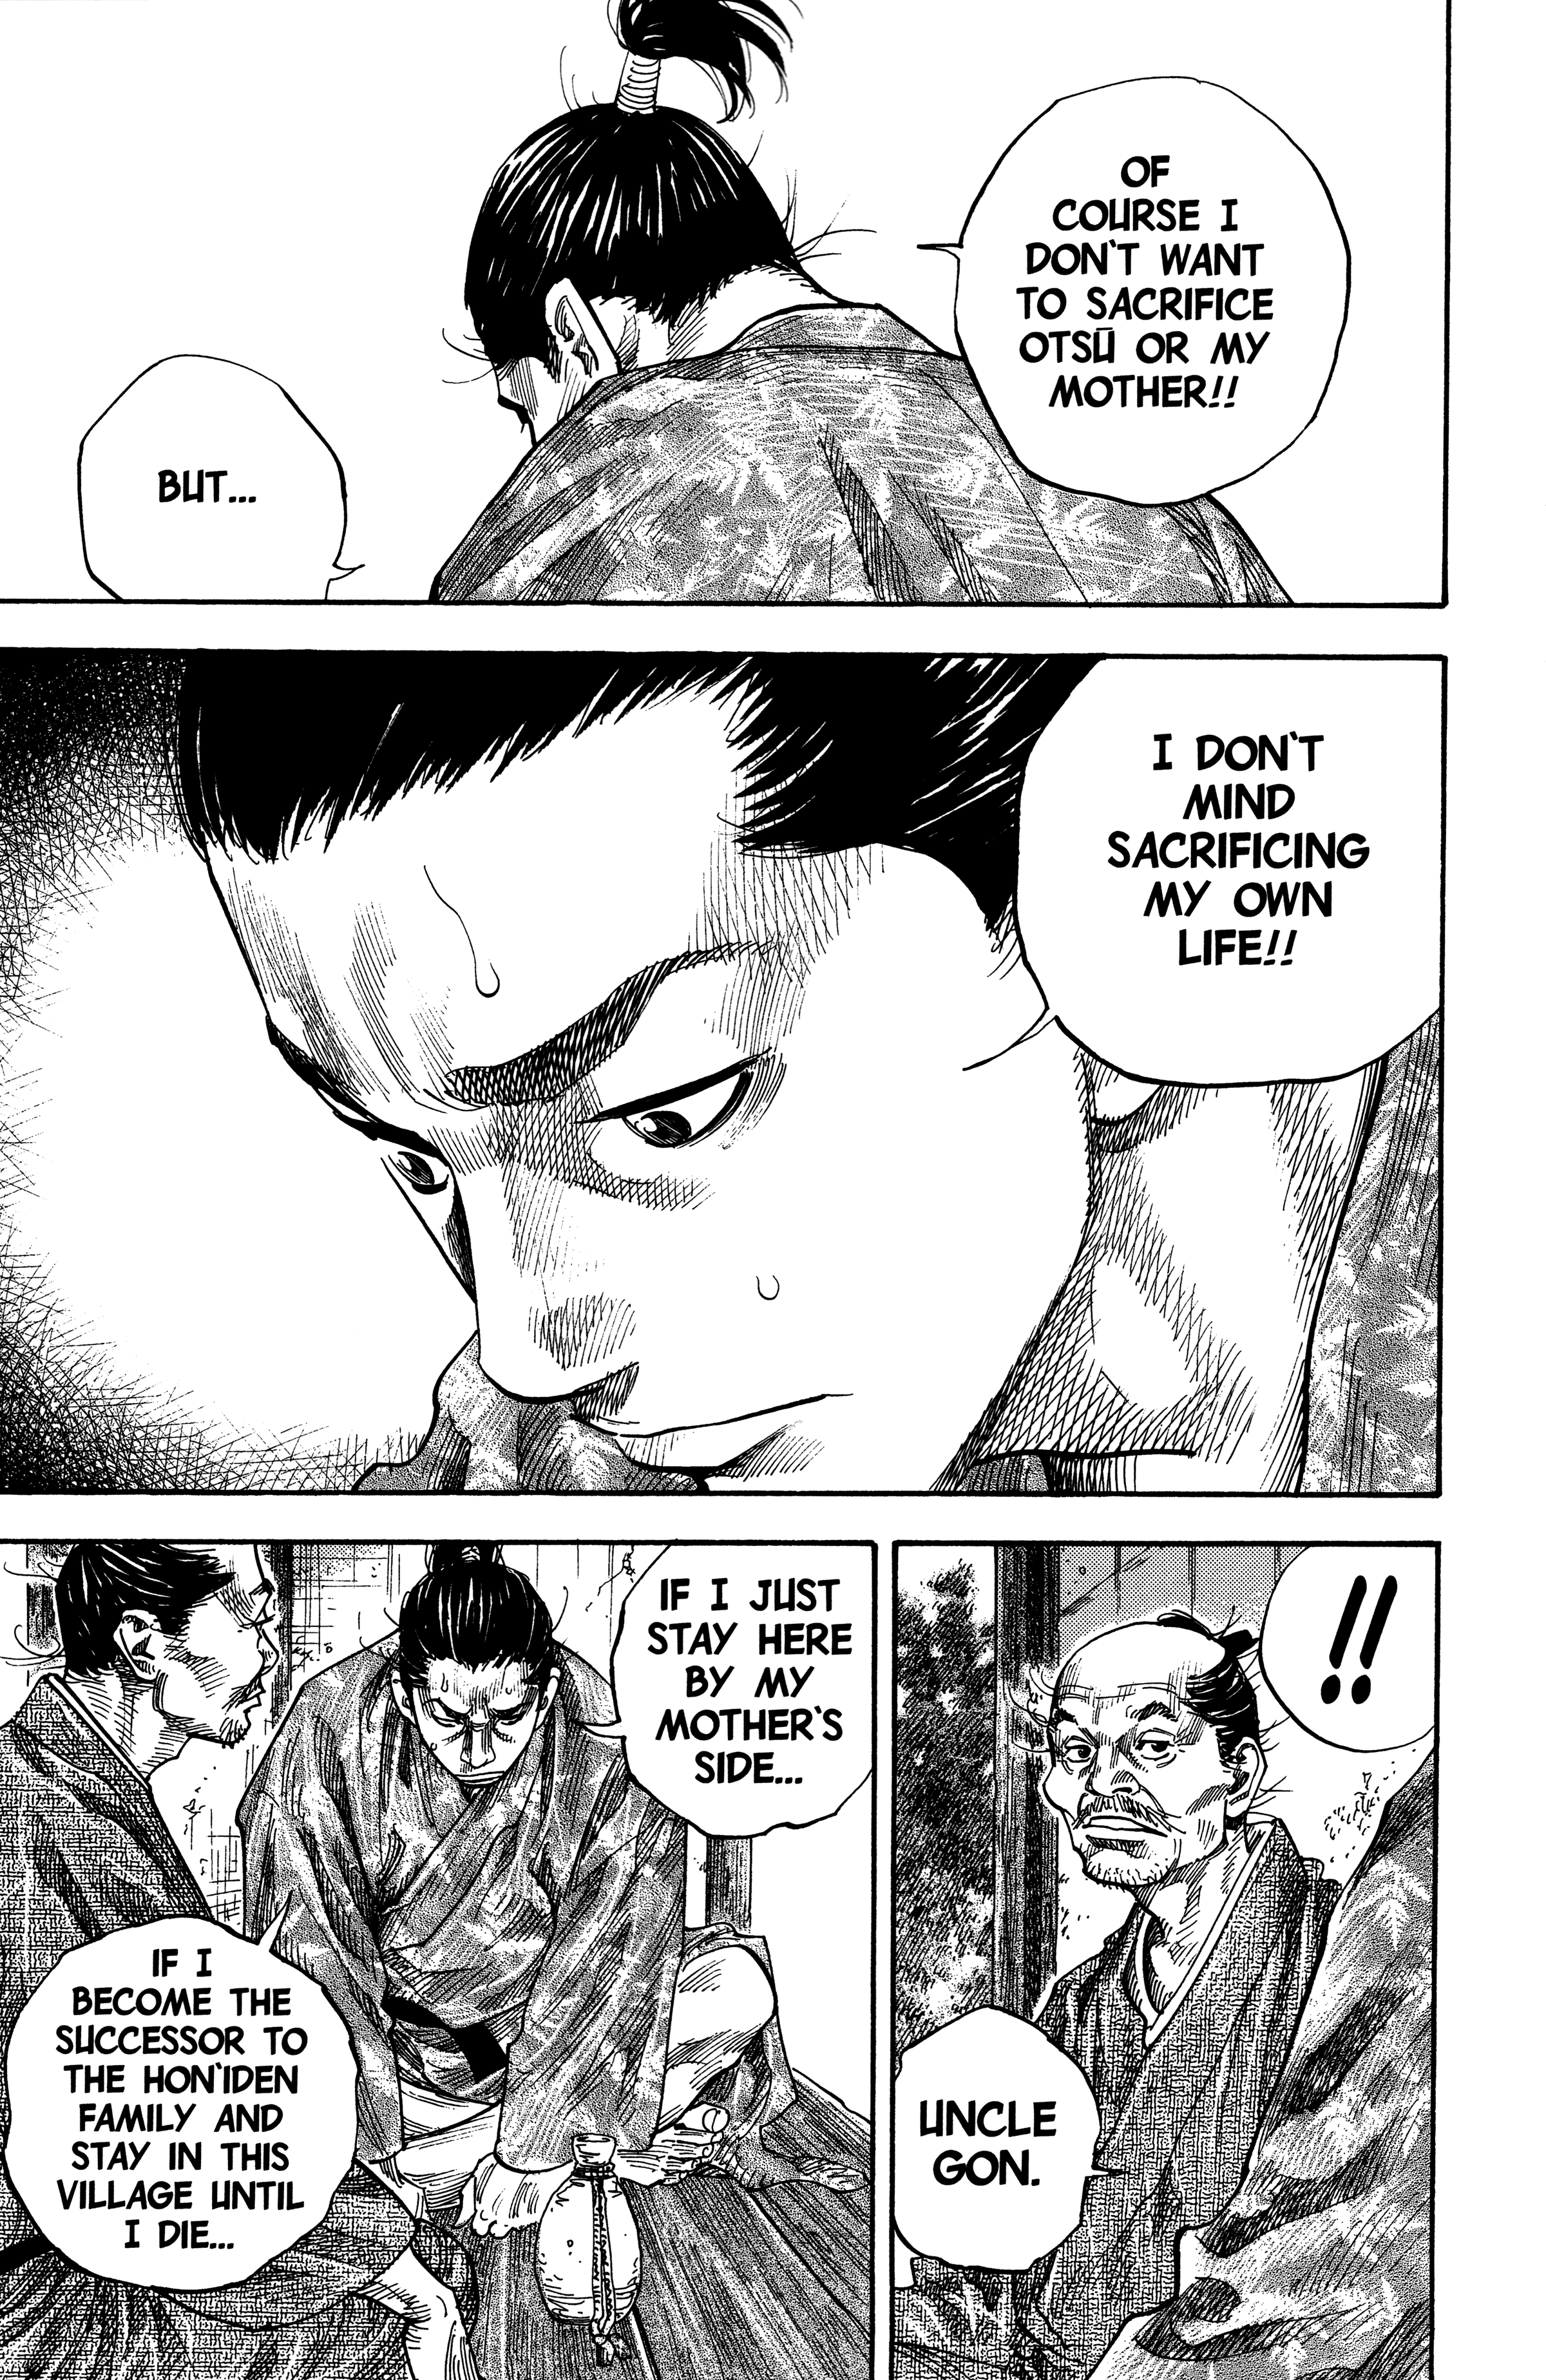 OF
COURSE I
DON'T WANT
TO SACRIFICE
OTSŪ OR MY
MOTHER!!
BUT...
I DON'T
MIND
SACRIFICING
MY OWN
LIFE!!
!!
UNCLE
GON.
IF I JUST
STAY HERE
BY MY
MOTHER'S
SIDE...
IF I
BECOME THE
SUCCESSOR TO
THE HON'IDEN
FAMILY AND
STAY IN THIS
VILLAGE UNTIL
I DIE...